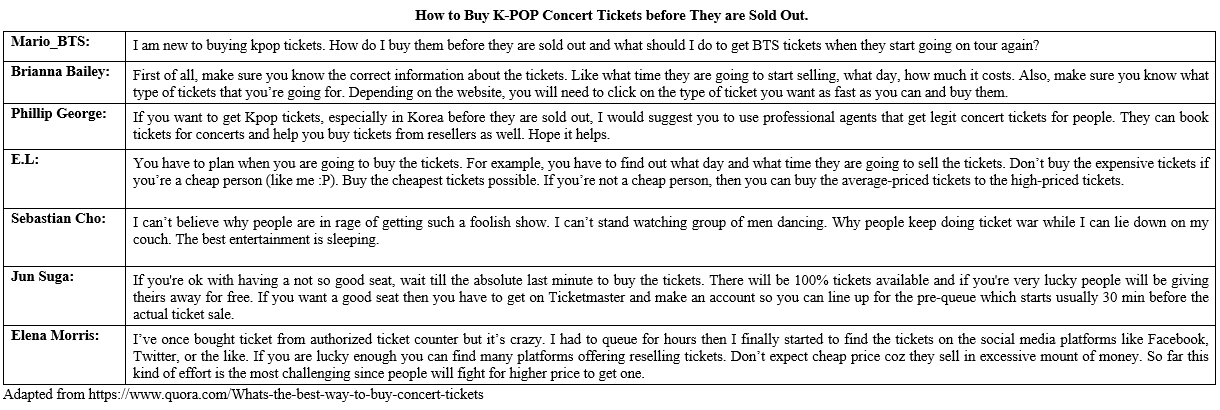 How to Buy K-POP Concert Tickets before They are Sold Out.
Mario_BTS:
I am new to buying kpop tickets. How do I buy them before they are sold out and what should I do to get BTS tickets when they start going on tour again?
Brianna Bailey:
First of all, make sure you know the correct information about the tickets. Like what time they are going to start selling, what day, how much it costs. Also, make sure you know what
type of tickets that you’re going for. Depending on the website, you will need to click on the type of ticket you want as fast as you can and buy them.
Phillip George:
If you want to get Kpop tickets, especially in Korea before they are sold out, I would suggest you to use professional agents that get legit concert tickets for people. They can book
tickets for concerts and help you buy tickets from resellers as well. Hope it helps.
E.L:
You have to plan when you are going to buy the tickets. For example, you have to find out what day and what time they are going to sell the tickets. Don’t buy the expensive tickets if
you’re a cheap person (like me :P). Buy the cheapest tickets possible. If you’re not a cheap person, then you can buy the average-priced tickets to the high-priced tickets.
Sebastian Cho:
I can’t believe why people are in rage of getting such a foolish show. I can’t stand watching group of men dancing. Why people keep doing ticket war while I can lie down on my
couch. The best entertainment is sleeping.
Jun Suga:
If you're ok with having a not so good seat, wait till the absolute last minute to buy the tickets. There will be 100% tickets available and if you're very lucky people will be giving
theirs away for free. If you want a good seat then you have to get on Ticketmaster and make an account so you can line up for the pre-queue which starts usually 30 min before the
actual ticket sale.
Elena Morris:
I’ve once bought ticket from authorized ticket counter but it’s crazy. I had to queue for hours then I finally started to find the tickets on the social media platforms like Facebook,
Twitter, or the like. If you are lucky enough you can find many platforms offering reselling tickets. Don’t expect cheap price coz they sell in excessive mount of money. So far this
kind of effort is the most challenging since people will fight for higher price to get one.
Adapted from https://www.quora.com/Whats-the-best-way-to-buy-concert-tickets